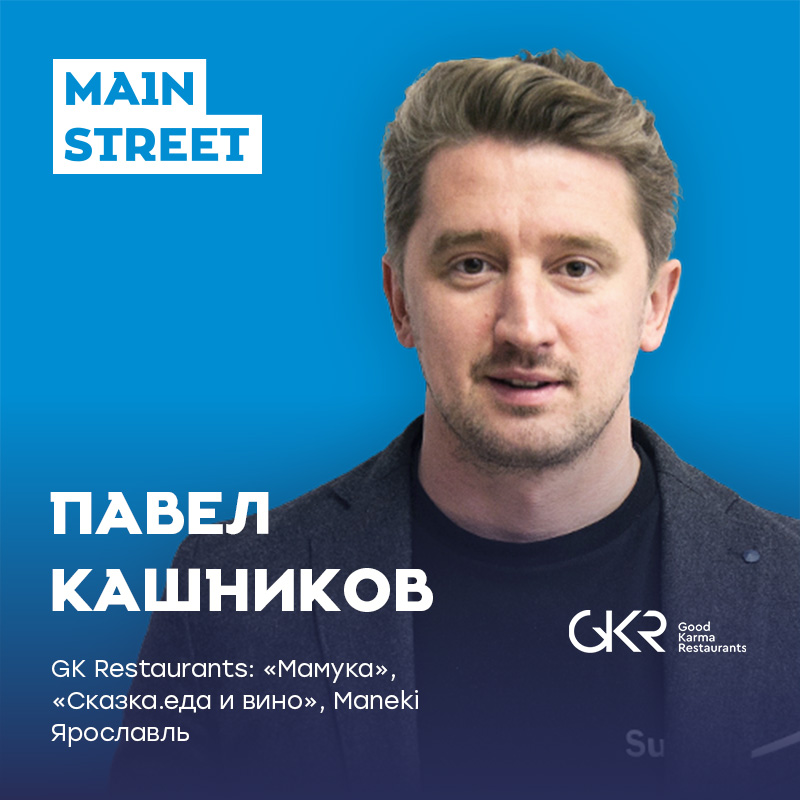 MAIN
STREET
ПАВЕЛ
КАШНИКОВ
GK Restaurants: «Мамука»,
«Сказка.еда и вино», Maneki
Ярославль
GKR
Good
Karma
Restaurants
Su